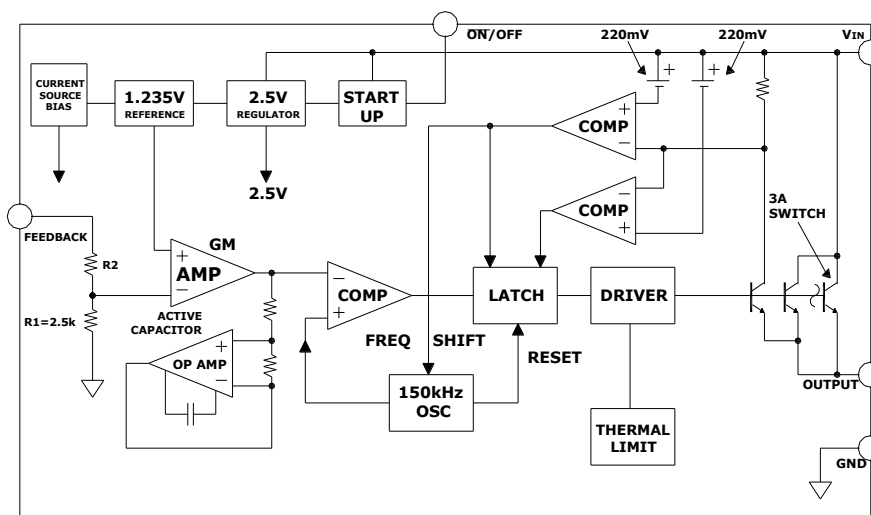 ON/OFF
220mV
220mV
VIN
CURRENT
SOURCE
BIAS
1.235V
REFERENCE
2.5V
REGULATOR
START
UP
+
+
+
COMP
−
2.5V
−
COMP
+
3A
SWITCH
FEEDBACK
R2
GM
+
AMP
−
−
COMP
+
LATCH
DRIVER
R1=2.5k
ACTIVE
CAPACITOR
+
OP AMP
−
FREQ SHIFT
RESET
150kHz
OSC
OUTPUT
THERMAL
LIMIT
GND